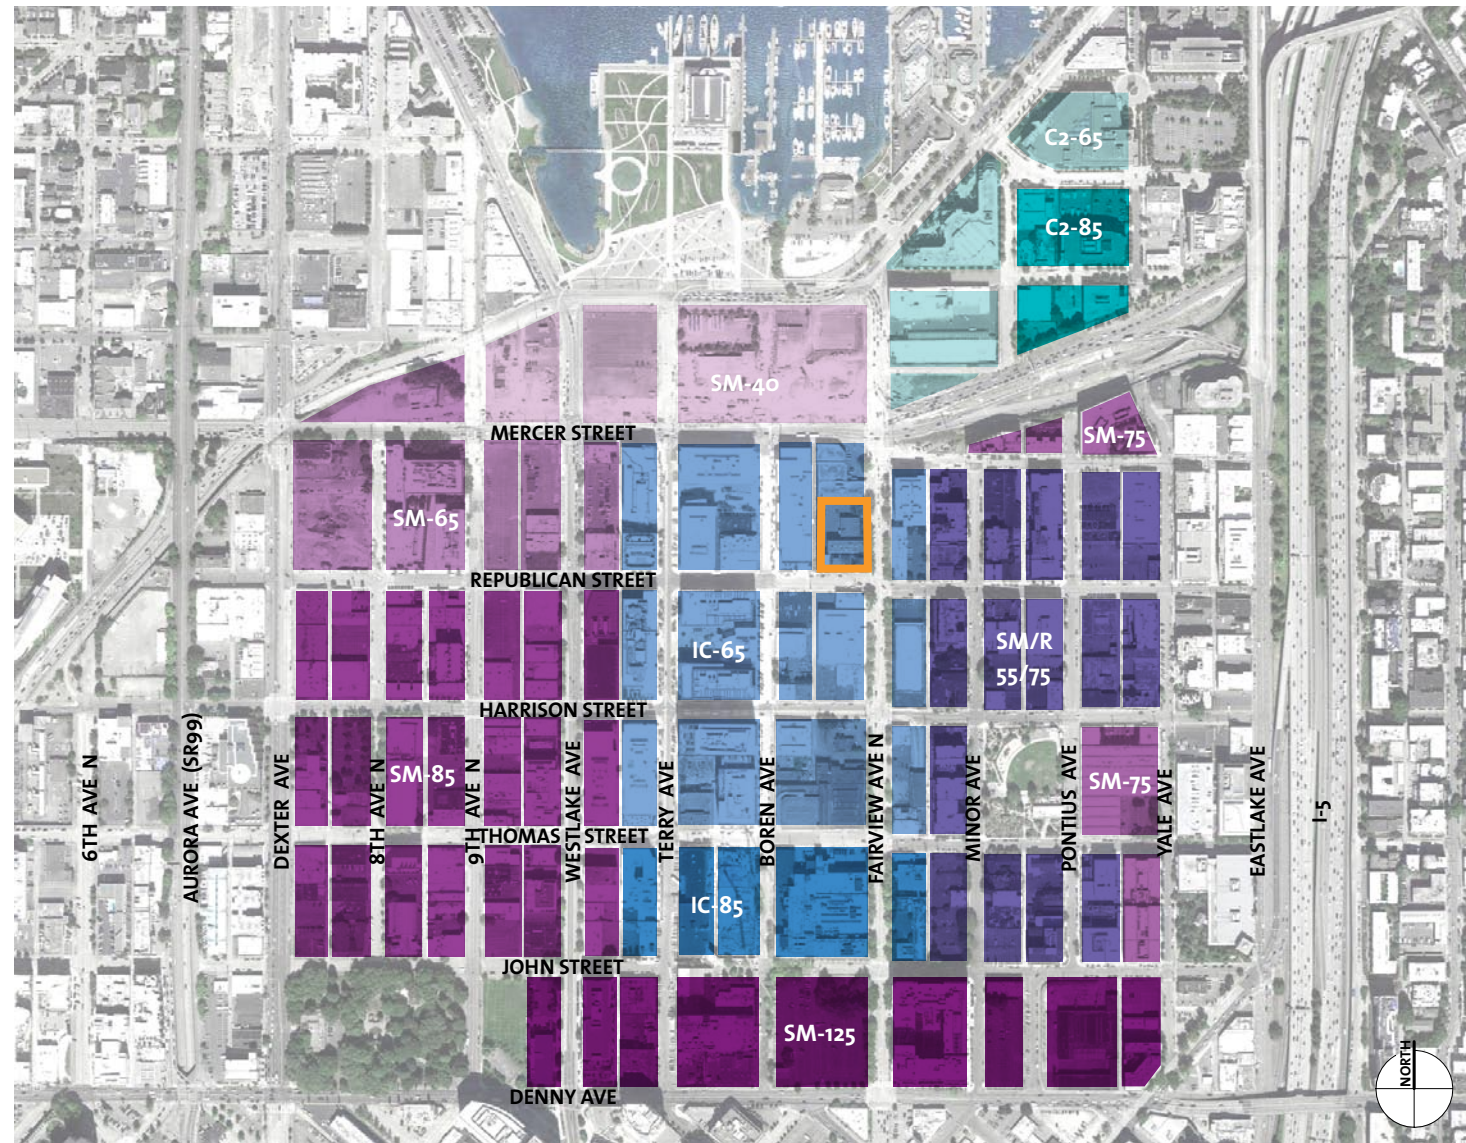 C2-65
C2-85
SM-40
MERCER STREET
SM-75
SM-65
REPUBLICAN STREET
IC-65
SM/R
55/75
HARRISON STREET
6TH AVE N
AURORA AVE (SR99)
DEXTER AVE
8TH AVE N
SM-85
9TH AVE N
WESTLAKE AVE
TERRY AVE
BOREN AVE
FAIRVIEW AVE N
MINOR AVE
PONTIUS AVE
SM-75
YALE AVE
EASTLAKE AVE
I-5
THOMAS STREET
IC-85
JOHN STREET
SM-125
DENNY AVE
NORTH